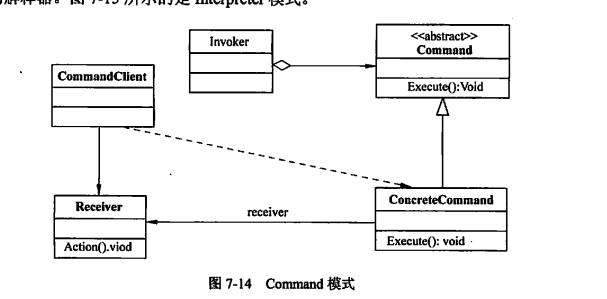 的解释器。图 7-15 所示的是 Interpreter 模式。
Invoker
<<abstract>>
Command
Execute():Void
CommandClient
Receiver
Action().viod
receiver
ConcreteCommand
Execute(): void
图 7-14 Command 模式